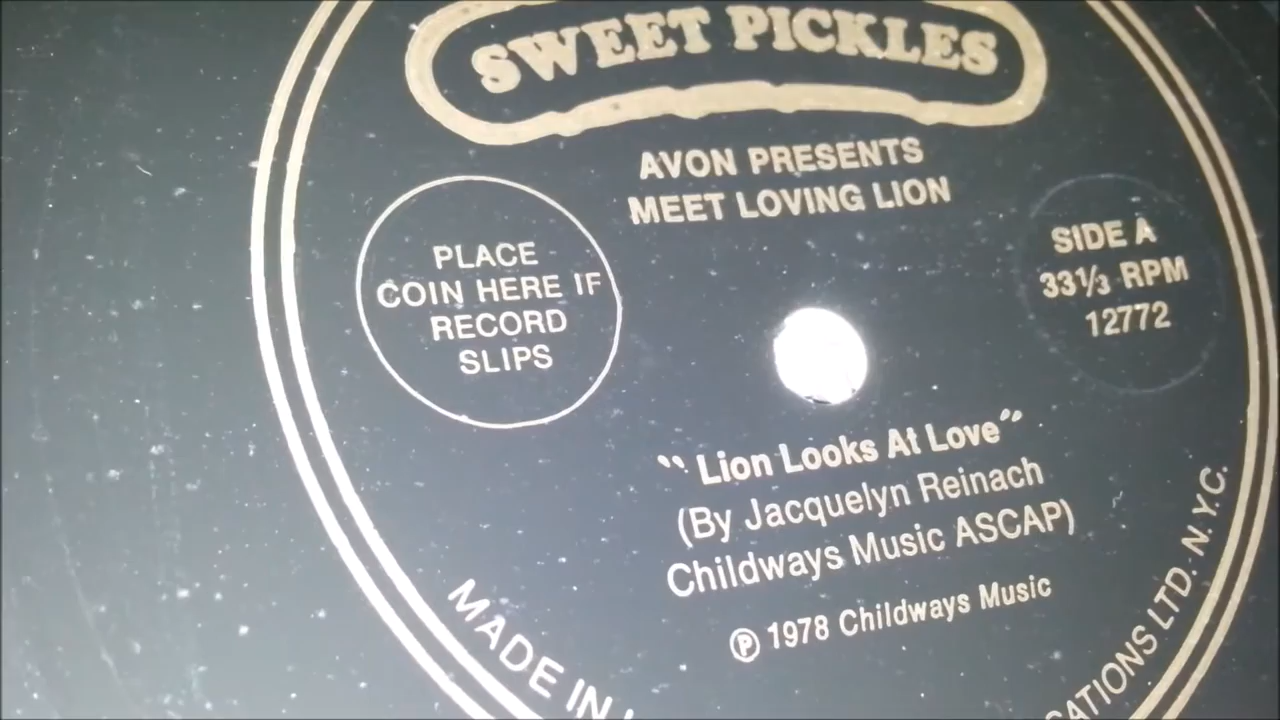 SWEET PICKLES
AVON PRESENTS
MEET LOVING LION
PLACE
COIN HERE IF
RECORD
SLIPS
SIDE A
33⅓ RPM
12772
“Lion Looks At Love”
(By Jacquelyn Reinach
Childways Music ASCAP)
℗ 1978 Childways Music
MADE IN
LTD. N.Y.C.